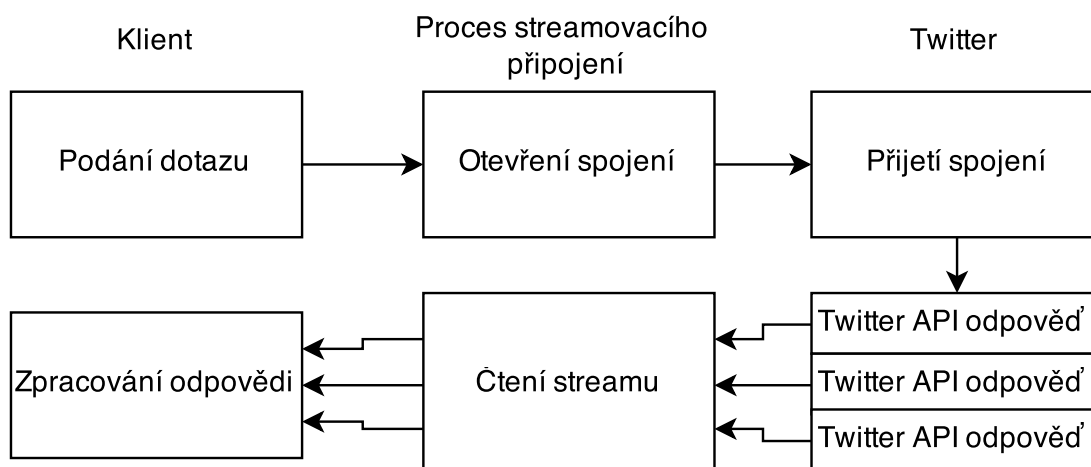 Klient
Proces streamovacího
připojení
Twitter
Podání dotazu
Otevření spojení
Přijetí spojení
Zpracování odpovědi
Čtení streamu
Twitter API odpověď
Twitter API odpověď
Twitter API odpověď